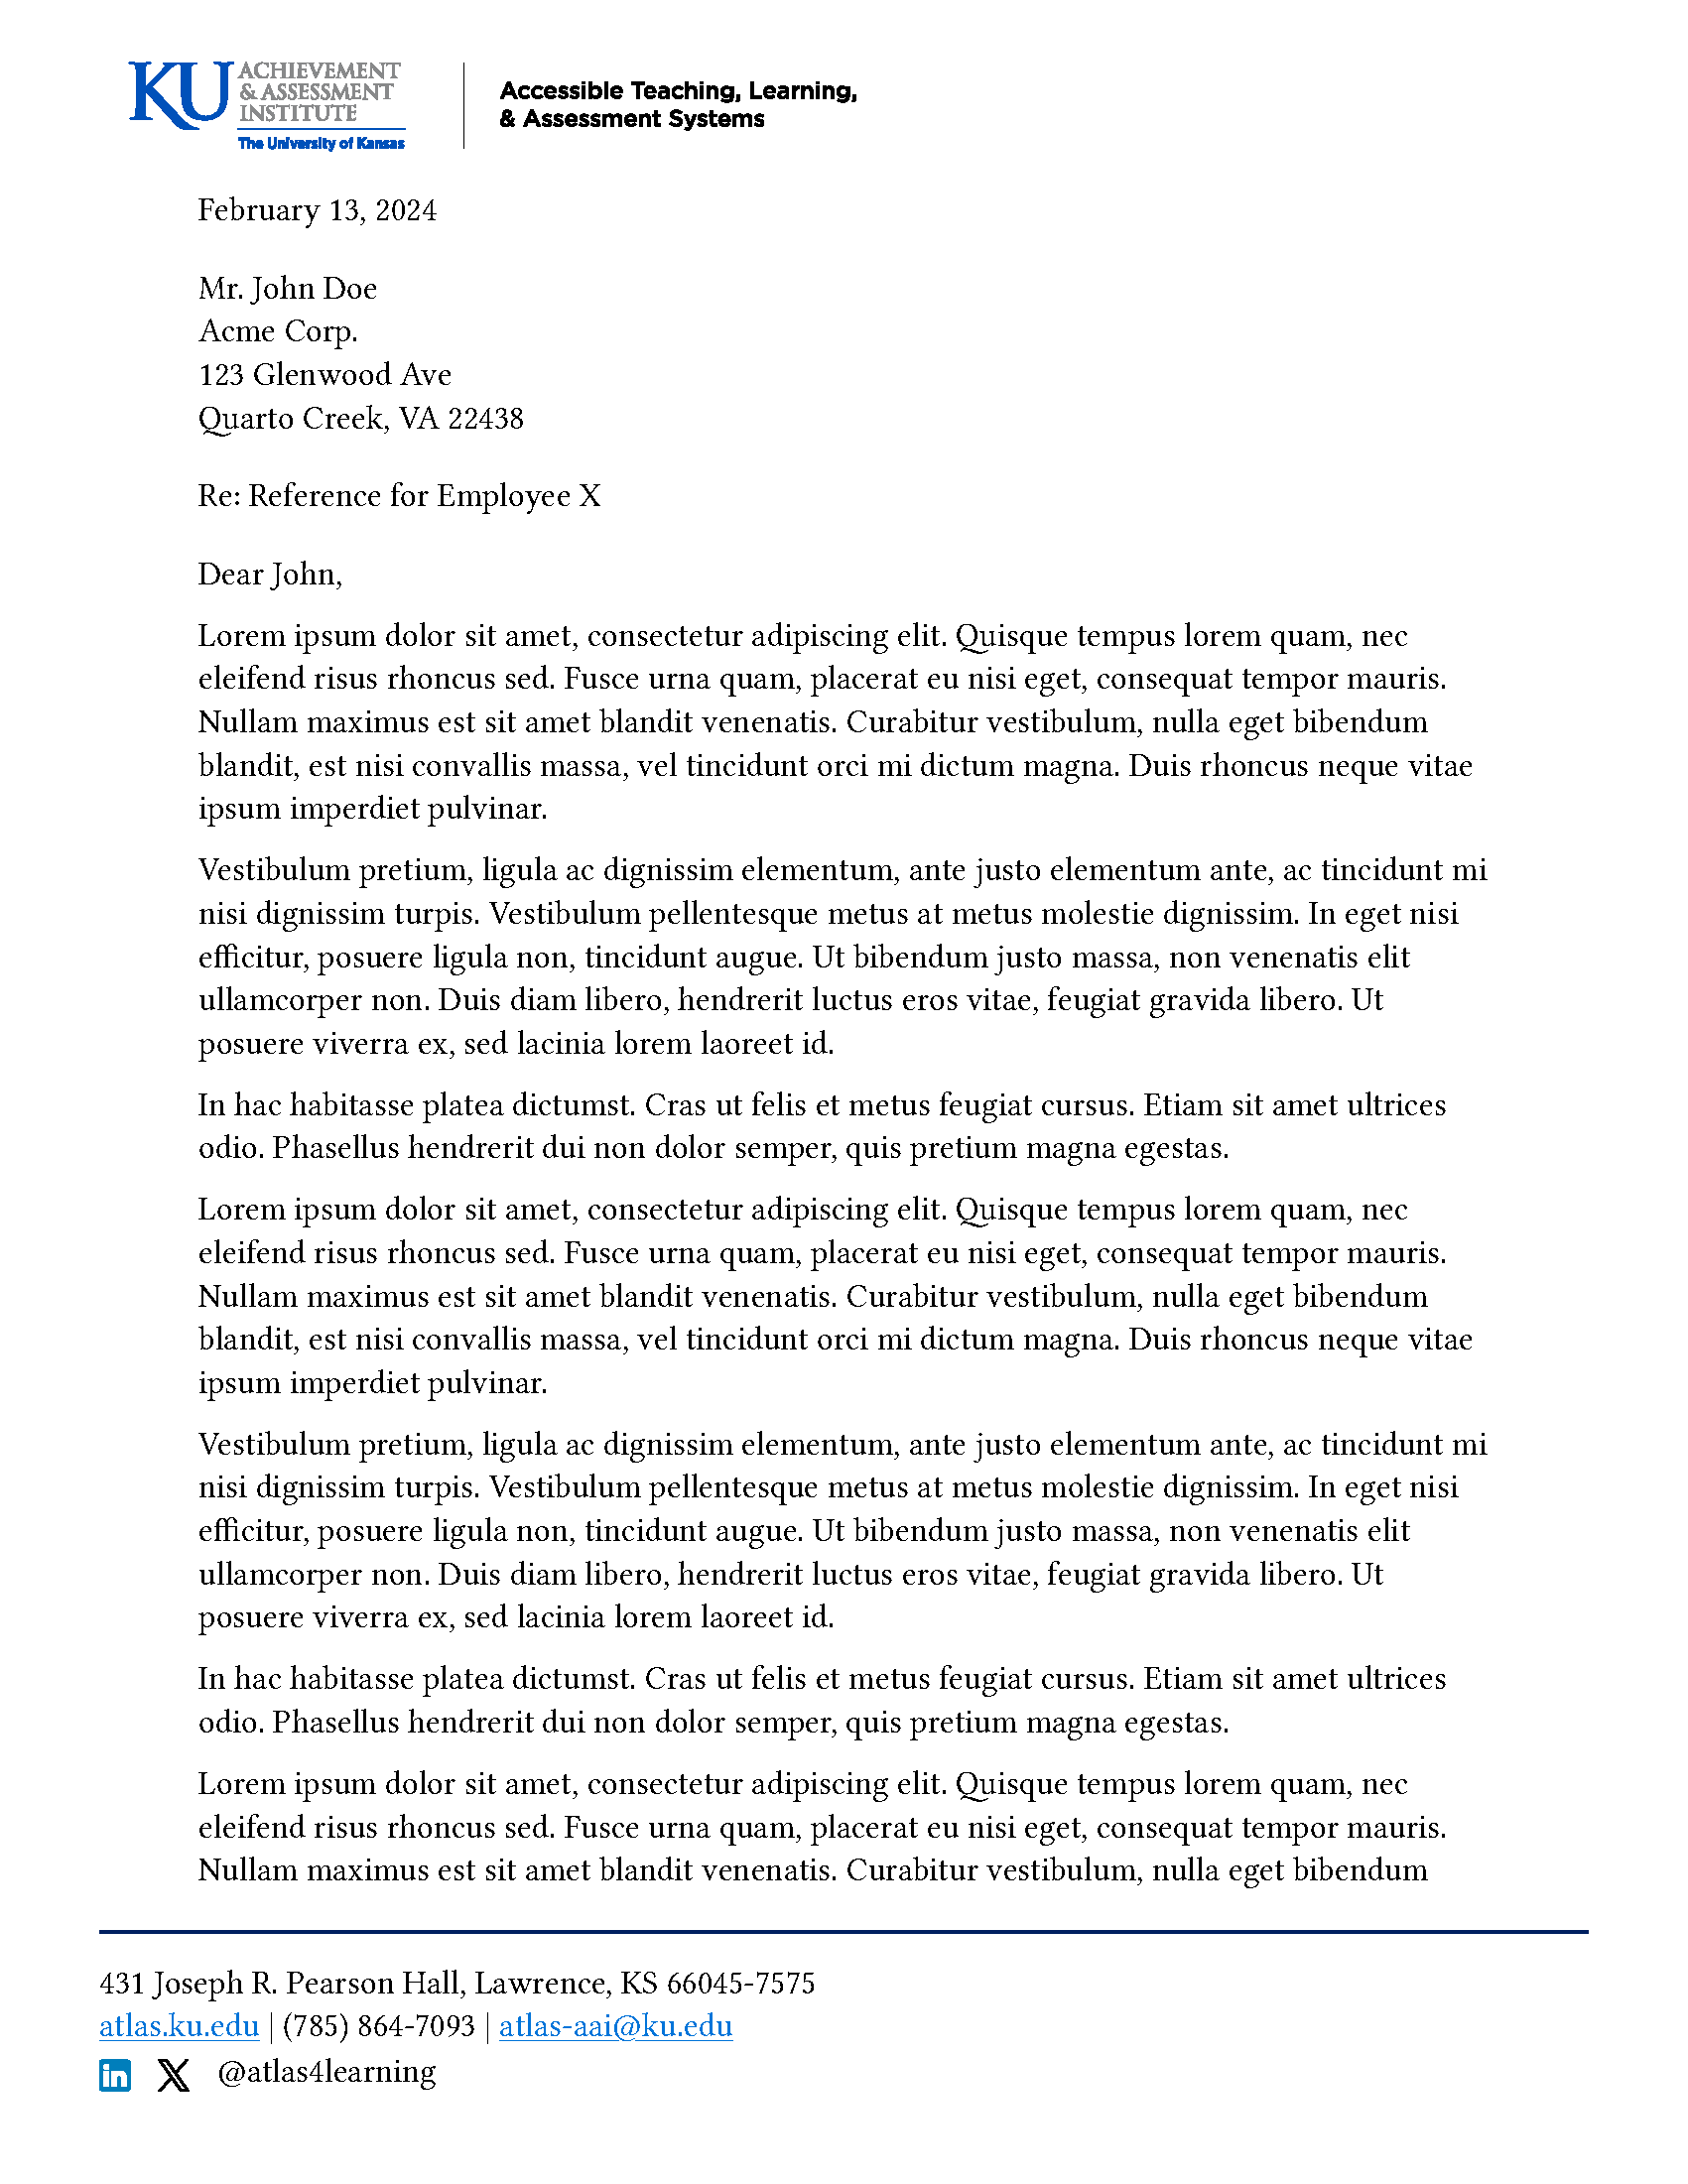 KU ACHIEVEMENT
& ASSESSMENT
INSTITUTE
The University of Kansas
Accessible Teaching, Learning,
& Assessment Systems
February 13, 2024
Mr. John Doe
Acme Corp.
123 Glenwood Ave
Quarto Creek, VA 22438
Re: Reference for Employee X
Dear John,
Lorem ipsum dolor sit amet, consectetur adipiscing elit. Quisque tempus lorem quam, nec
eleifend risus rhoncus sed. Fusce urna quam, placerat eu nisi eget, consequat tempor mauris.
Nullam maximus est sit amet blandit venenatis. Curabitur vestibulum, nulla eget bibendum
blandit, est nisi convallis massa, vel tincidunt orci mi dictum magna. Duis rhoncus neque vitae
ipsum imperdiet pulvinar.
Vestibulum pretium, ligula ac dignissim elementum, ante justo elementum ante, ac tincidunt mi
nisi dignissim turpis. Vestibulum pellentesque metus at metus molestie dignissim. In eget nisi
efficitur, posuere ligula non, tincidunt augue. Ut bibendum justo massa, non venenatis elit
ullamcorper non. Duis diam libero, hendrerit luctus eros vitae, feugiat gravida libero. Ut
posuere viverra ex, sed lacinia lorem laoreet id.
In hac habitasse platea dictumst. Cras ut felis et metus feugiat cursus. Etiam sit amet ultrices
odio. Phasellus hendrerit dui non dolor semper, quis pretium magna egestas.
Lorem ipsum dolor sit amet, consectetur adipiscing elit. Quisque tempus lorem quam, nec
eleifend risus rhoncus sed. Fusce urna quam, placerat eu nisi eget, consequat tempor mauris.
Nullam maximus est sit amet blandit venenatis. Curabitur vestibulum, nulla eget bibendum
blandit, est nisi convallis massa, vel tincidunt orci mi dictum magna. Duis rhoncus neque vitae
ipsum imperdiet pulvinar.
Vestibulum pretium, ligula ac dignissim elementum, ante justo elementum ante, ac tincidunt mi
nisi dignissim turpis. Vestibulum pellentesque metus at metus molestie dignissim. In eget nisi
efficitur, posuere ligula non, tincidunt augue. Ut bibendum justo massa, non venenatis elit
ullamcorper non. Duis diam libero, hendrerit luctus eros vitae, feugiat gravida libero. Ut
posuere viverra ex, sed lacinia lorem laoreet id.
In hac habitasse platea dictumst. Cras ut felis et metus feugiat cursus. Etiam sit amet ultrices
odio. Phasellus hendrerit dui non dolor semper, quis pretium magna egestas.
Lorem ipsum dolor sit amet, consectetur adipiscing elit. Quisque tempus lorem quam, nec
eleifend risus rhoncus sed. Fusce urna quam, placerat eu nisi eget, consequat tempor mauris.
Nullam maximus est sit amet blandit venenatis. Curabitur vestibulum, nulla eget bibendum
431 Joseph R. Pearson Hall, Lawrence, KS 66045-7575
atlas.ku.edu | (785) 864-7093 | atlas-aai@ku.edu
in X @atlas4learning